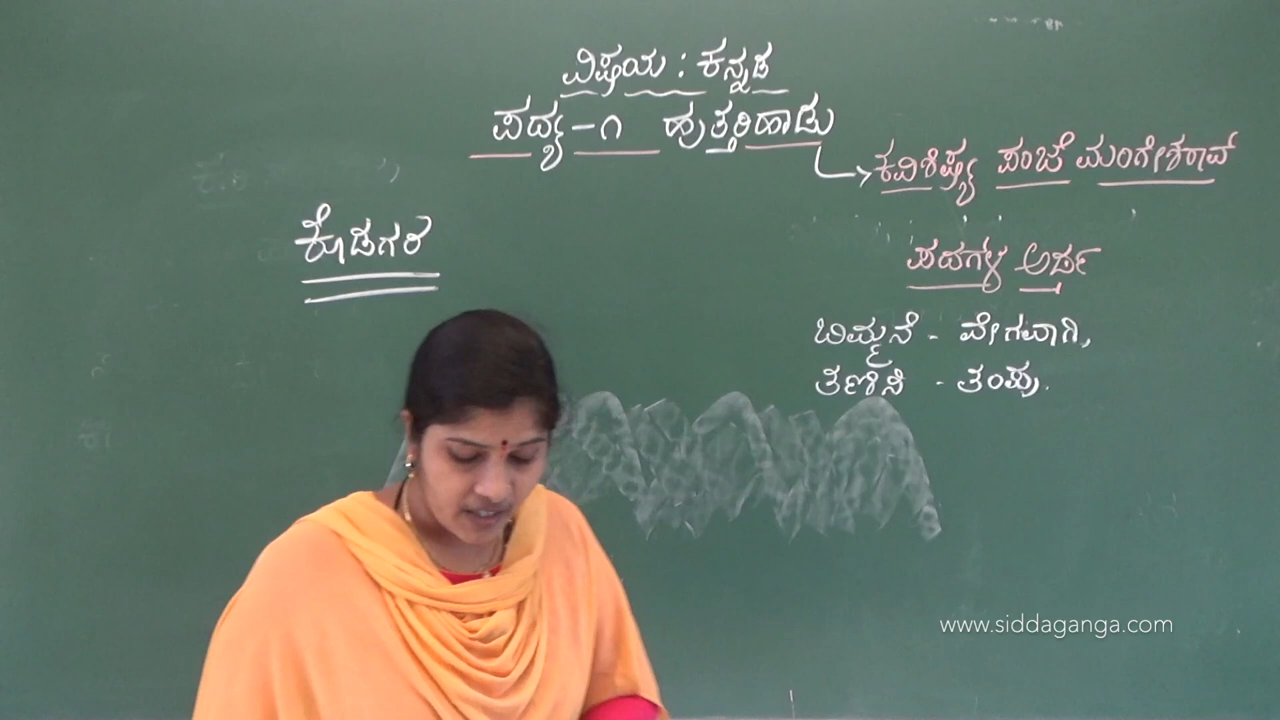 ವಿಷಯ : ಕನ್ನಡ
ಪದ್ಯ - ೧ ಹುತ್ತರಿಹಾಡು
ಕವಿಶಿಷ್ಯ ಪಂಜೆ ಮಂಗೇಶರಾವ್
ಕೊಡಗರ
ಪದಗಳ ಅರ್ಥ
ಬಿಮ್ಮನೆ - ವೇಗವಾಗಿ,
ತಣಿಸಿ - ತಂಪು.
www.siddaganga.com